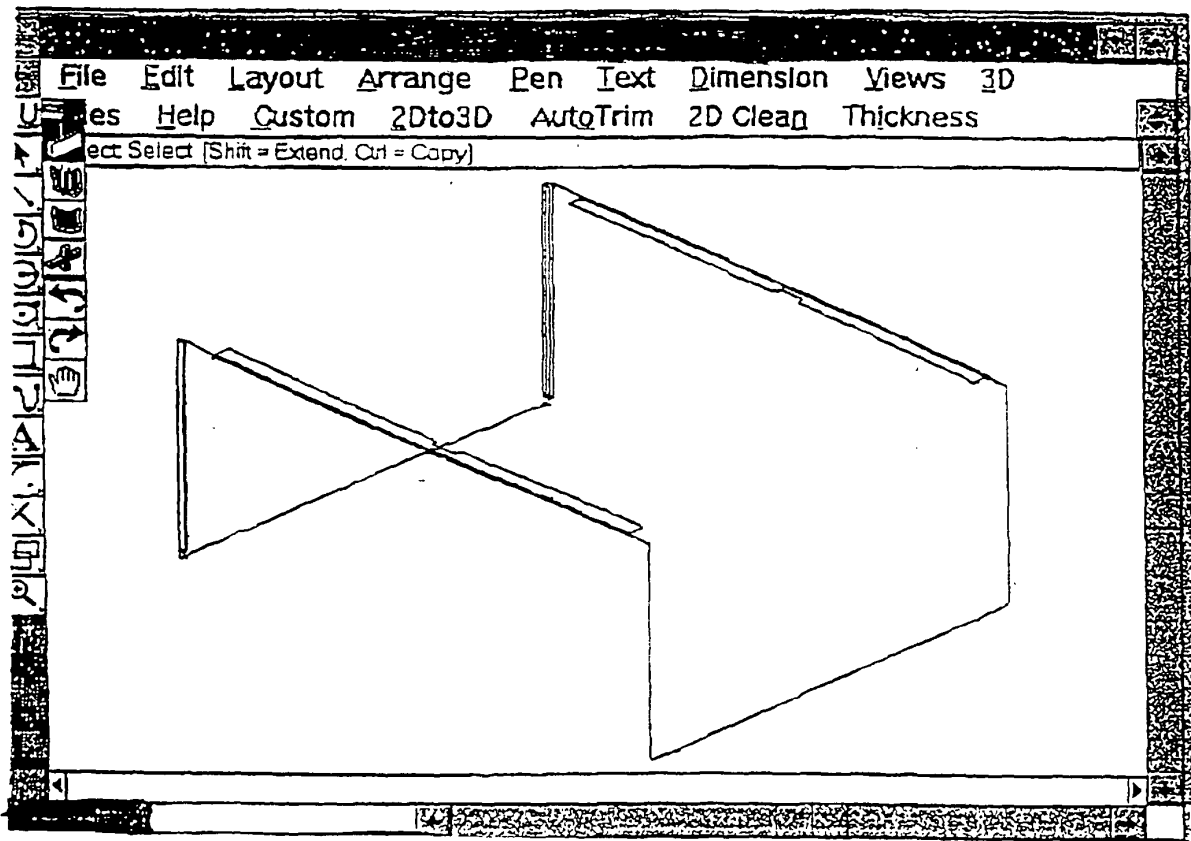 File Edit Layout Arrange Pen Text Dimension Views 3D
es Help Custom 2Dto3D AutoTrim 2D Clean Thickness
ect Select [Shift = Extend, Ctrl = Copy]